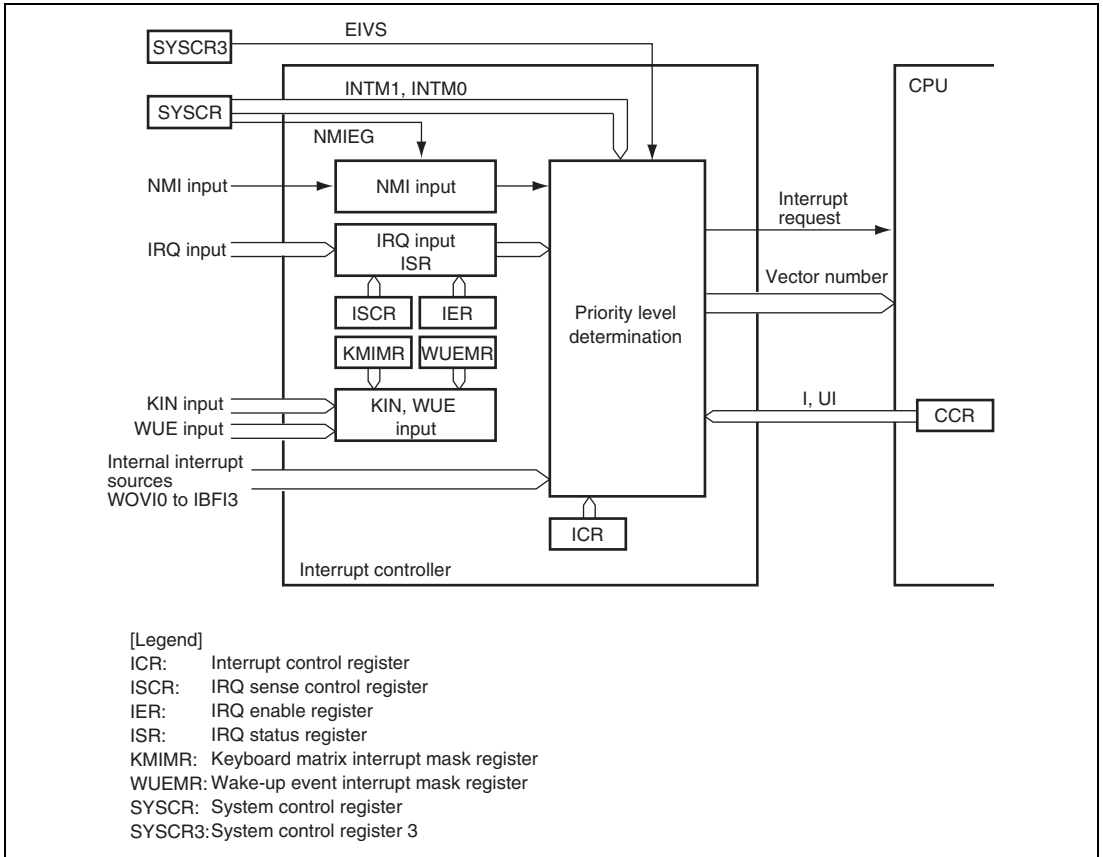 EIVS
SYSCR3
INTM1, INTM0
CPU
SYSCR
NMIEG
NMI input
NMI input
Interrupt
request
IRQ input
IRQ input
ISR
Vector number
ISCR
IER
Priority level
determination
KMIMR
WUEMR
I, UI
KIN input
KIN, WUE
input
CCR
WUE input
Internal interrupt
sources
WOVI0 to IBFI3
ICR
Interrupt controller
[Legend]
ICR: Interrupt control register
ISCR: IRQ sense control register
IER: IRQ enable register
ISR: IRQ status register
KMIMR: Keyboard matrix interrupt mask register
WUEMR: Wake-up event interrupt mask register
SYSCR: System control register
SYSCR3: System control register 3